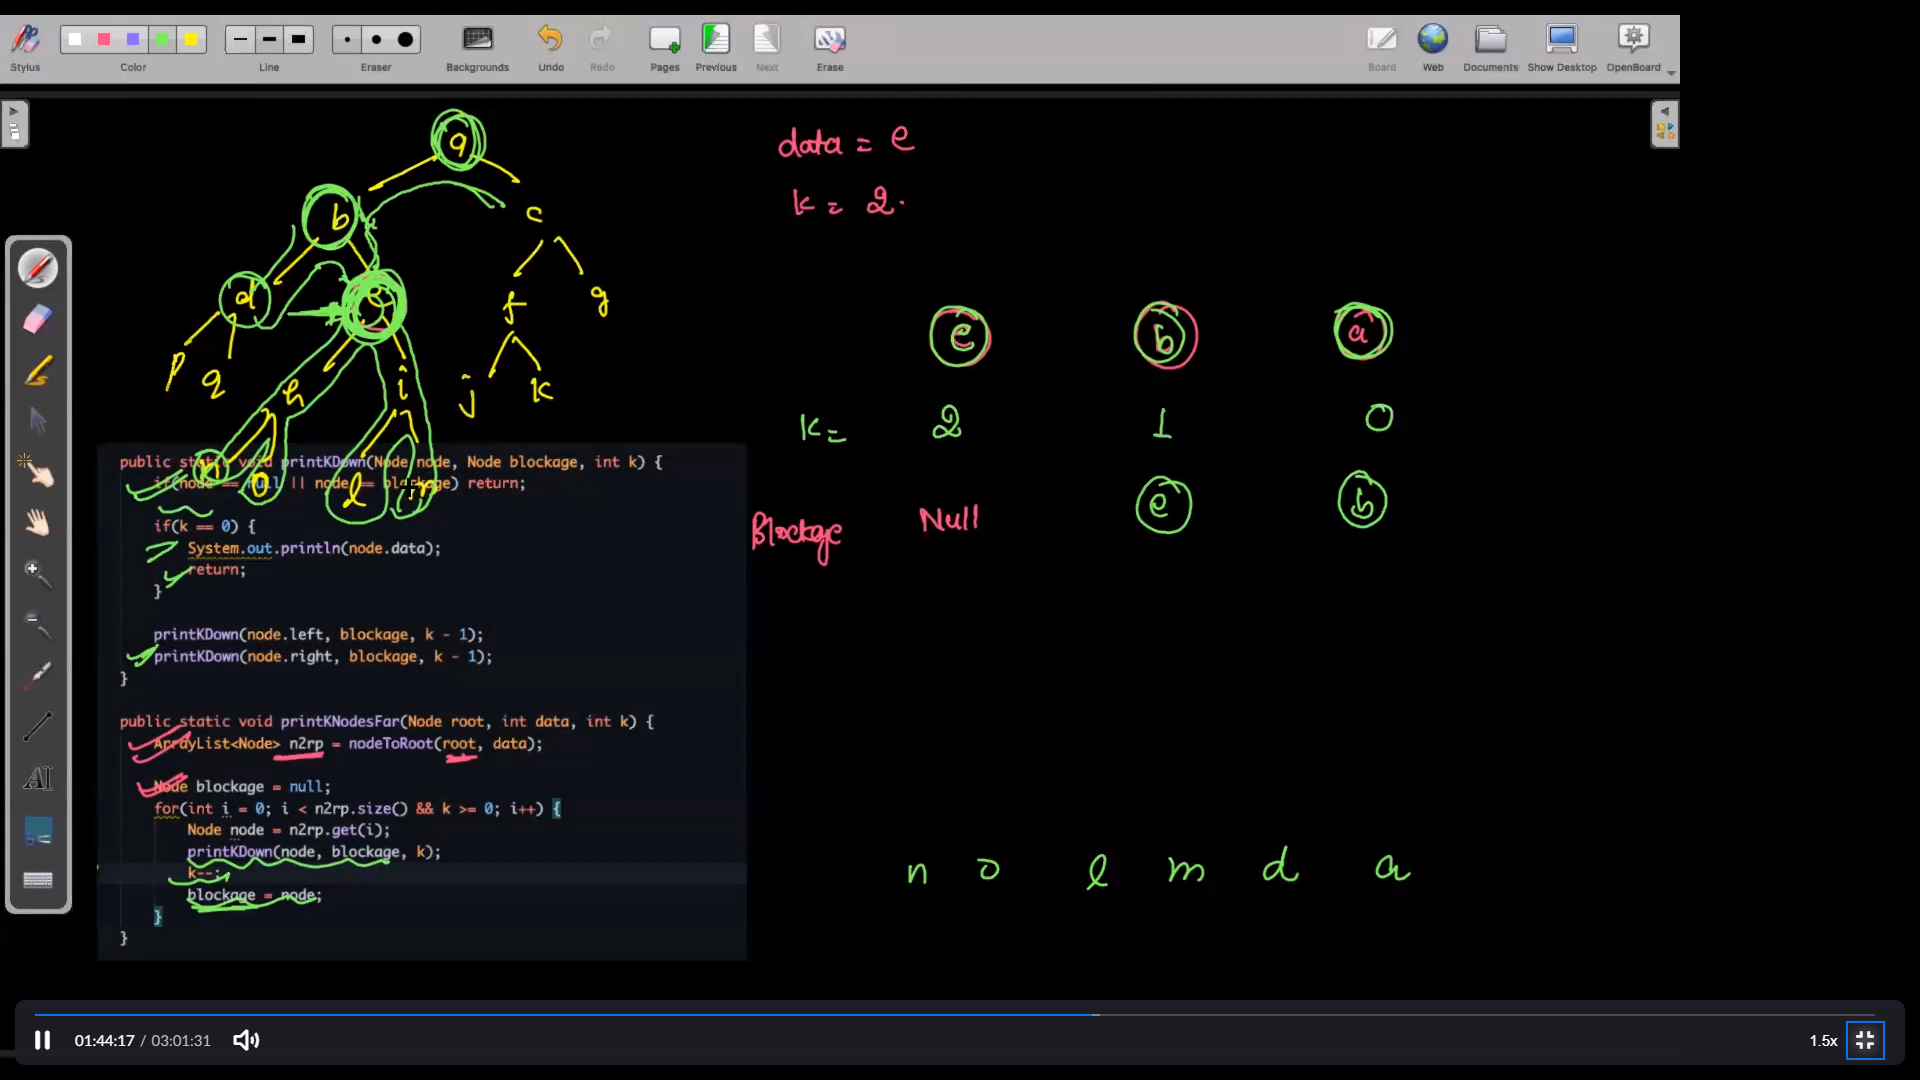 Stylus
Color
Line
Eraser
Backgrounds
Undo
Redo
Pages
Previous
Next
Erase
Board
Web
Documents
Show Desktop
OpenBoard
a
b c
d e f g
p q h i j k
n o l
data = e
k = 2.
e b a
k = 2 1 0
Blockage Null e b
public static void printKDown(Node node, Node blockage, int k) {
if(node == null || node == blockage) return;
if(k == 0) {
System.out.println(node.data);
return;
}
printKDown(node.left, blockage, k - 1);
printKDown(node.right, blockage, k - 1);
}
public static void printKNodesFar(Node root, int data, int k) {
ArrayList<Node> n2rp = nodeToRoot(root, data);
Node blockage = null;
for(int i = 0; i < n2rp.size() && k >= 0; i++) {
Node node = n2rp.get(i);
printKDown(node, blockage, k);
k--;
blockage = node;
}
}
n o l m d a
01:44:17 / 03:01:31
1.5x